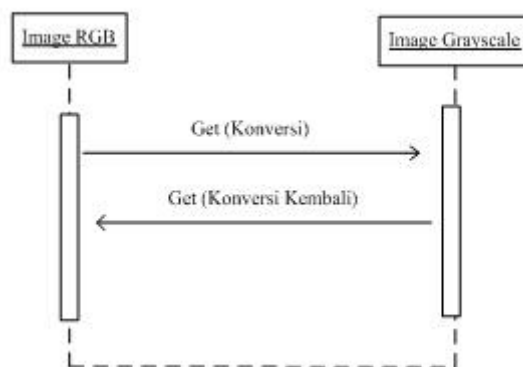 Image RGB
Image Grayscale
Get (Konversi)
Get (Konversi Kembali)